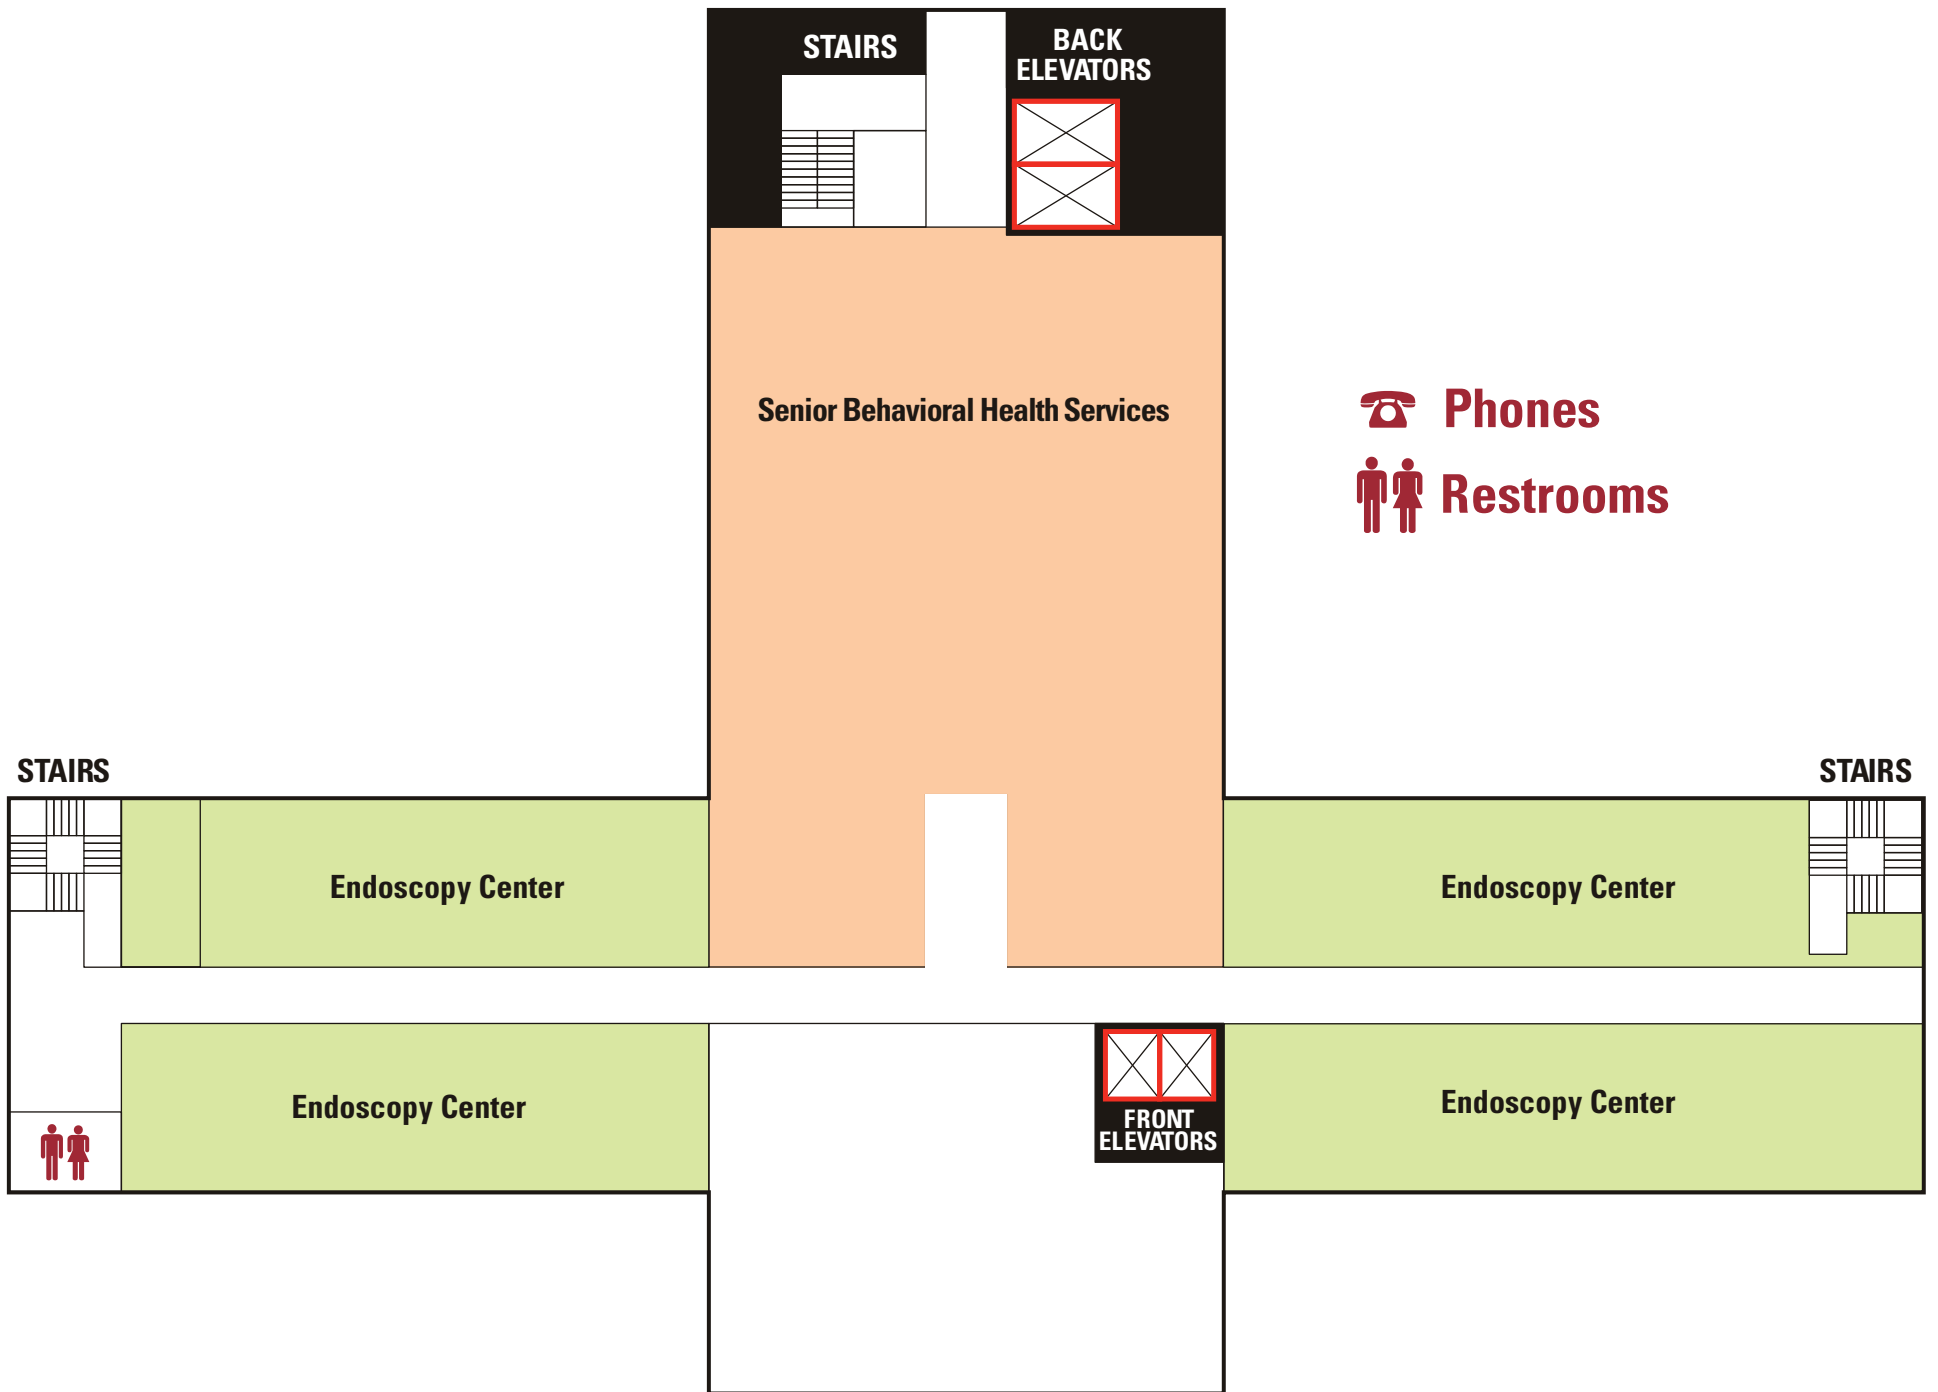 STAIRS
BACK
ELEVATORS
Senior Behavioral Health Services
Phones
Restrooms
STAIRS
STAIRS
Endoscopy Center
Endoscopy Center
Endoscopy Center
Endoscopy Center
FRONT
ELEVATORS